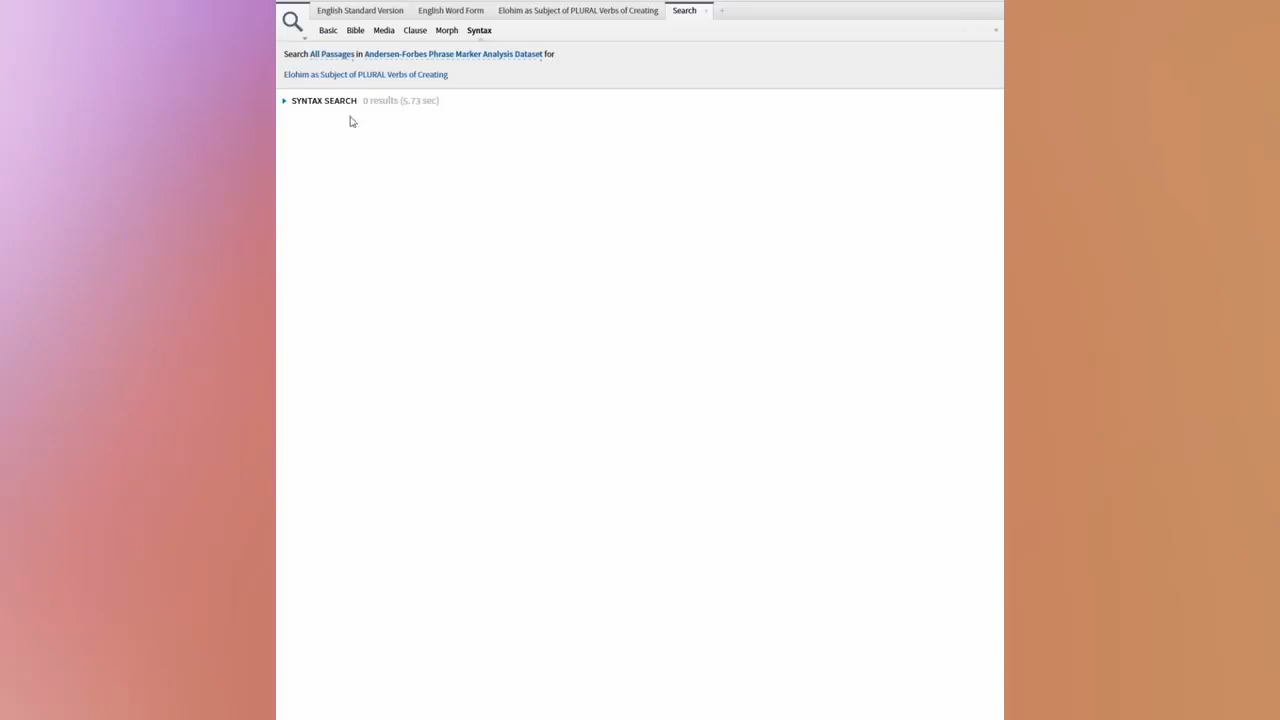 English Standard Version English Word Form Elohim as Subject of PLURAL Verbs of Creating Search
Basic Bible Media Clause Morph Syntax
Search All Passages in Andersen-Forbes Phrase Marker Analysis Dataset for
Elohim as Subject of PLURAL Verbs of Creating
SYNTAX SEARCH 0 results (5.73 sec)